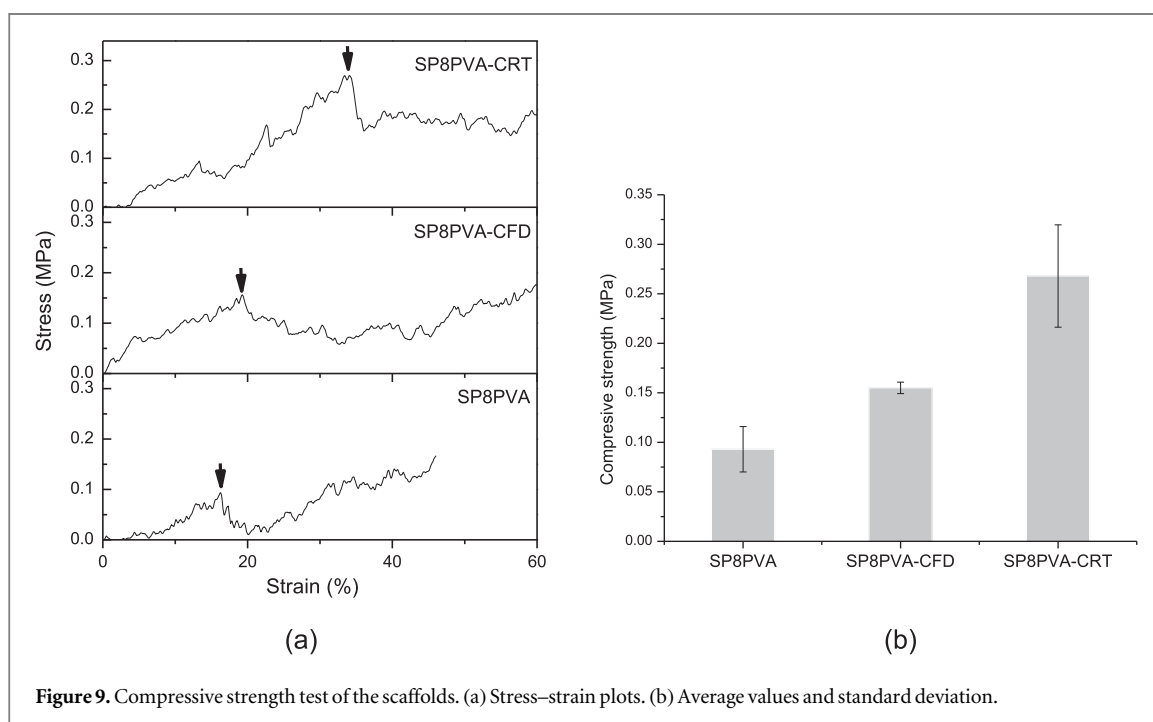 0.3
SP8PVA-CRT
0.2
0.1
0.0
0.3
SP8PVA-CFD
0.2
0.1
0.0
0.3
SP8PVA
0.2
0.1
0.0
0 20 40 60
Stress (MPa)
Strain (%)
(a)
0.35
0.30
0.25
0.20
0.15
0.10
0.05
0.00
Compresive strength (MPa)
SP8PVA SP8PVA-CFD SP8PVA-CRT
(b)
Figure 9. Compressive strength test of the scaffolds. (a) Stress–strain plots. (b) Average values and standard deviation.